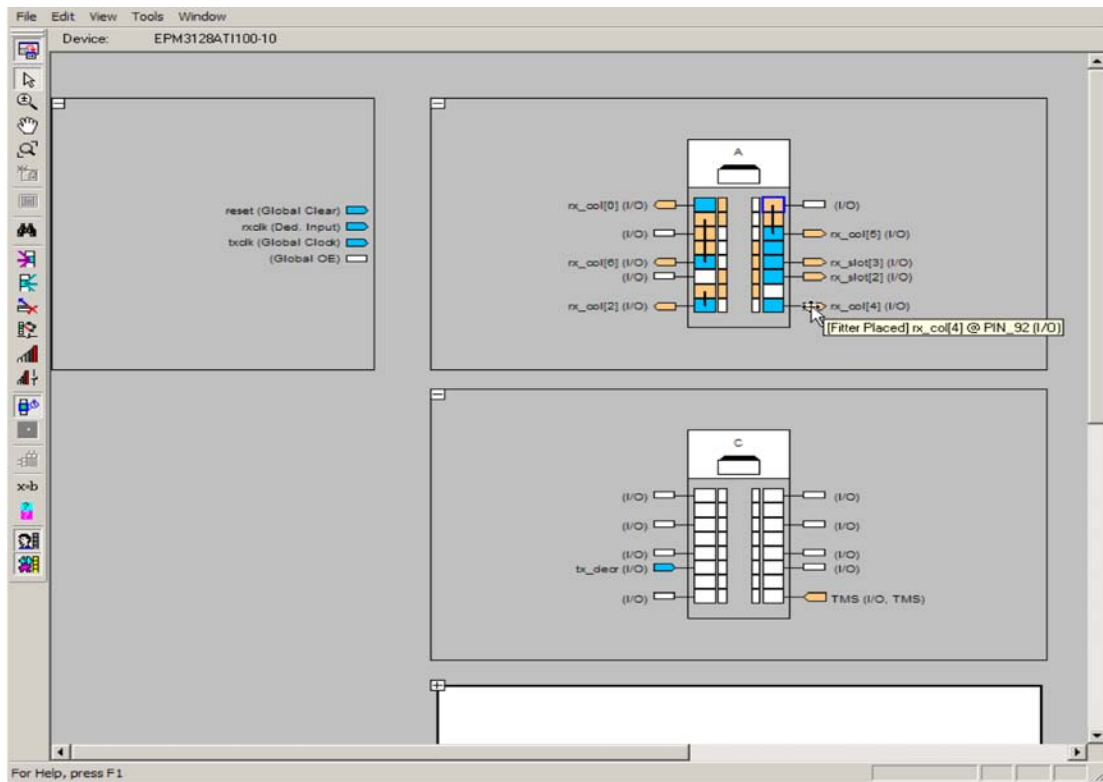 File Edit View Tools Window
Device: EPM3128ATI100-10
reset (Global Clear)
rxclk (Ded. Input)
txclk (Global Clock)
(Global OE)
A
rx_col[0] (I/O)
(I/O)
(I/O)
rx_col[5] (I/O)
rx_col[6] (I/O)
rx_slot[3] (I/O)
(I/O)
rx_slot[2] (I/O)
rx_col[2] (I/O)
rx_col[4] (I/O)
[Fitter Placed] rx_col[4] @ PIN_92 (I/O)
C
(I/O)
(I/O)
(I/O)
(I/O)
(I/O)
(I/O)
tx_decr (I/O)
(I/O)
(I/O)
TMS (I/O, TMS)
x=b
For Help, press F1